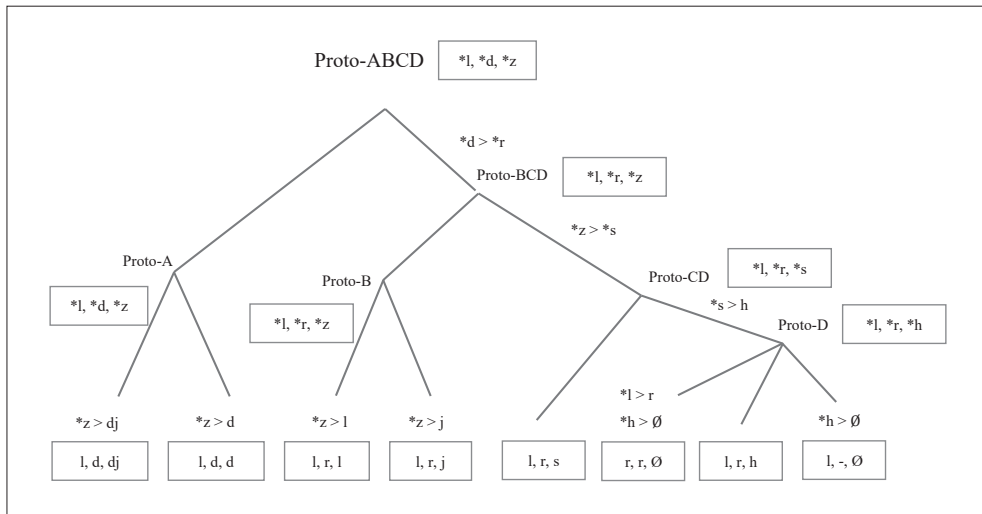 Proto-ABCD
*l, *d, *z
*d > *r
Proto-BCD
*l, *r, *z
*z > *s
Proto-A
Proto-B
Proto-CD
*l, *r, *s
*l, *d, *z
*l, *r, *z
*s > h
Proto-D
*l, *r, *h
*l > r
*z > dj
*z > d
*z > l
*z > j
*h > Ø
*h > Ø
l, d, dj
l, d, d
l, r, l
l, r, j
l, r, s
r, r, Ø
l, r, h
l, -, Ø